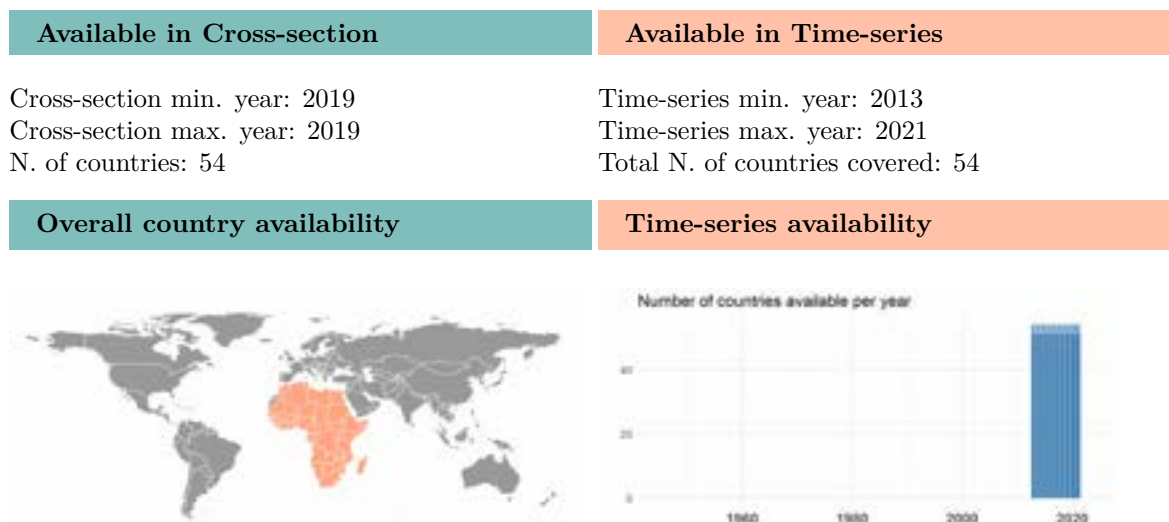 Available in Cross-section
Available in Time-series
Cross-section min. year: 2019
Cross-section max. year: 2019
N. of countries: 54
Time-series min. year: 2013
Time-series max. year: 2021
Total N. of countries covered: 54
Overall country availability
Time-series availability
Number of countries available per year
40
20
0
1960
1980
2000
2020